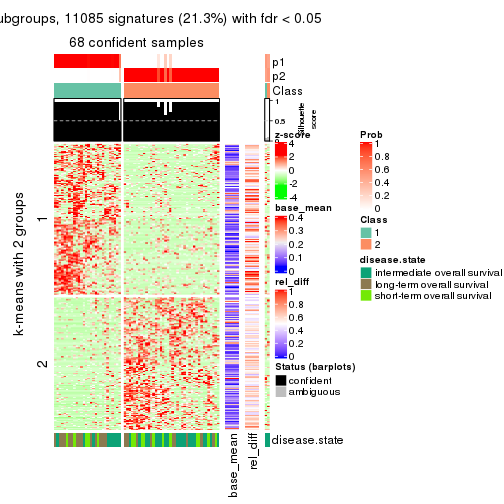 ubgroups, 11085 signatures (21.3%) with fdr < 0.05
68 confident samples
p1
p2
Class
1
0.5
0
Silhouette
score
k-means with 2 groups
1
2
base_mean
rel_diff
disease.state
z-score
4
2
0
-2
-4
base_mean
0.4
0.3
0.2
0.1
0
rel_diff
1
0.8
0.6
0.4
0.2
0
Status (barplots)
confident
ambiguous
Prob
1
0.8
0.6
0.4
0.2
0
Class
1
2
disease.state
intermediate overall survival
long-term overall survival
short-term overall survival